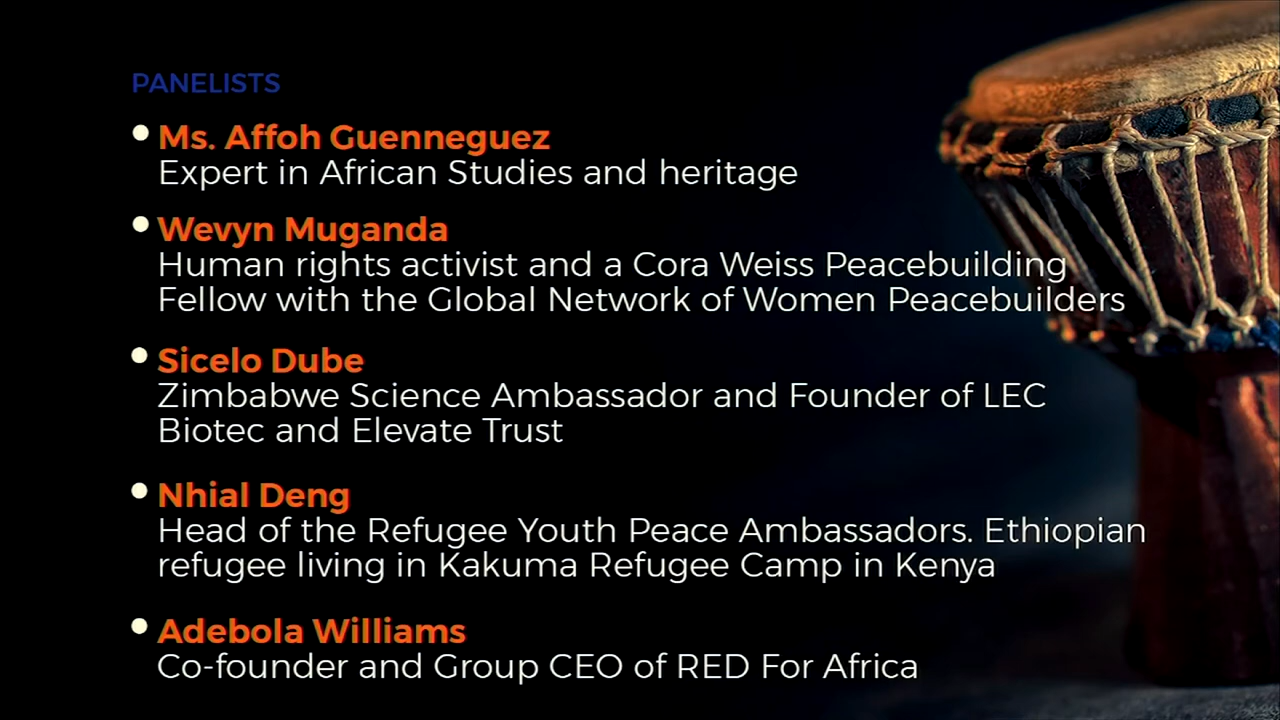 PANELISTS
• Ms. Affoh Guenneguez
Expert in African Studies and heritage
• Wevyn Muganda
Human rights activist and a Cora Weiss Peacebuilding
Fellow with the Global Network of Women Peacebuilders
• Sicelo Dube
Zimbabwe Science Ambassador and Founder of LEC
Biotec and Elevate Trust
• Nhial Deng
Head of the Refugee Youth Peace Ambassadors. Ethiopian
refugee living in Kakuma Refugee Camp in Kenya
• Adebola Williams
Co-founder and Group CEO of RED For Africa